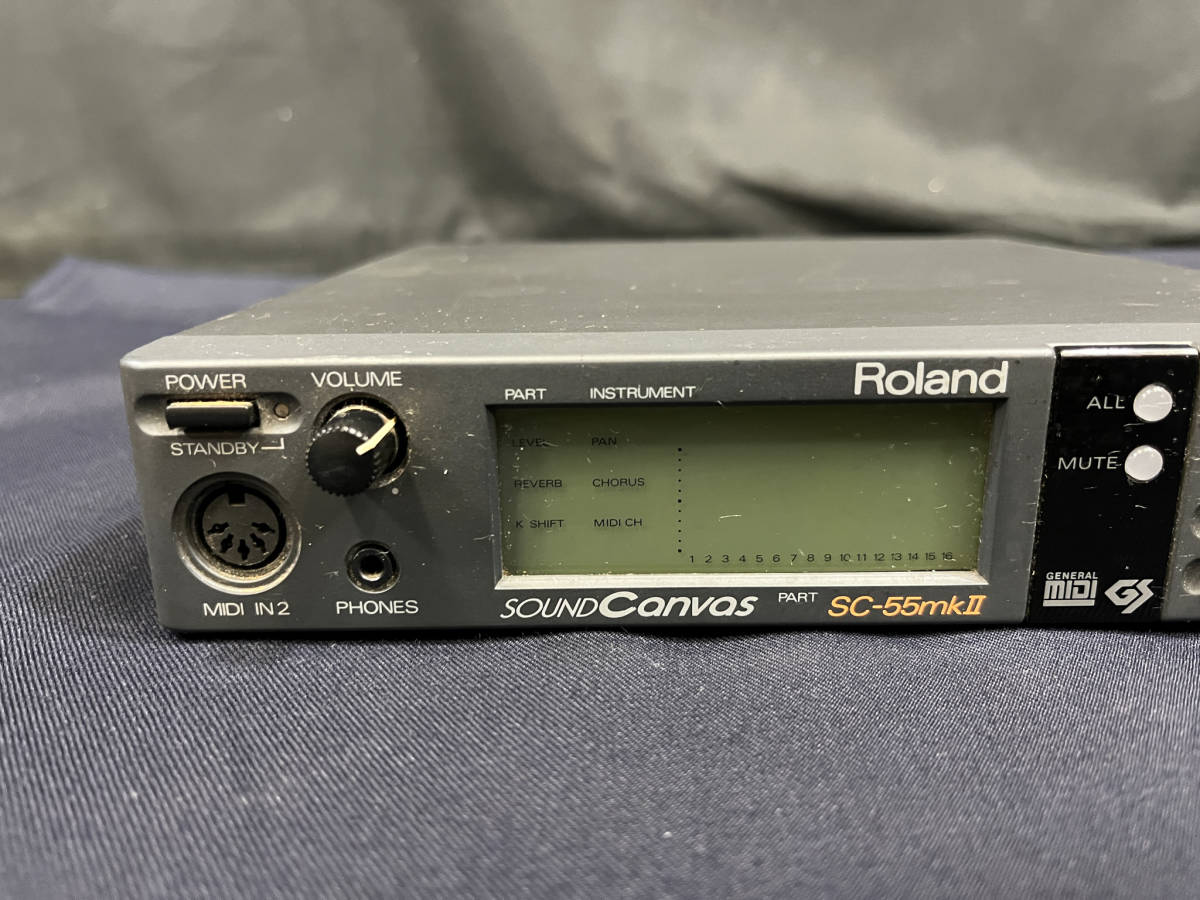 POWER
STANDBY
VOLUME
MIDI IN 2
PHONES
PART INSTRUMENT
Roland
LEVEL PAN
REVERB CHORUS
K SHIFT MIDI CH
1 2 3 4 5 6 7 8 9 10 11 12 13 14 15 16
SOUND Canvas PART SC-55mkII
ALL
MUTE
GENERAL
MIDI GS